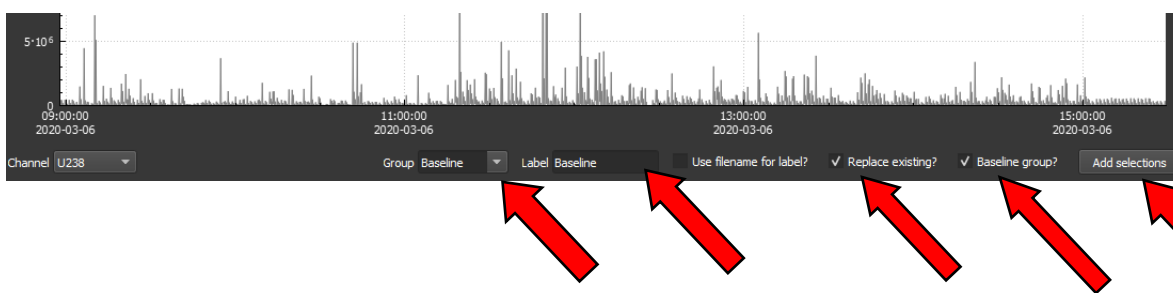 5·10⁶
0
09:00:00 11:00:00 13:00:00 15:00:00
2020-03-06 2020-03-06 2020-03-06 2020-03-06
Channel U238 Group Baseline Label Baseline Use filename for label? Replace existing? Baseline group? Add selections